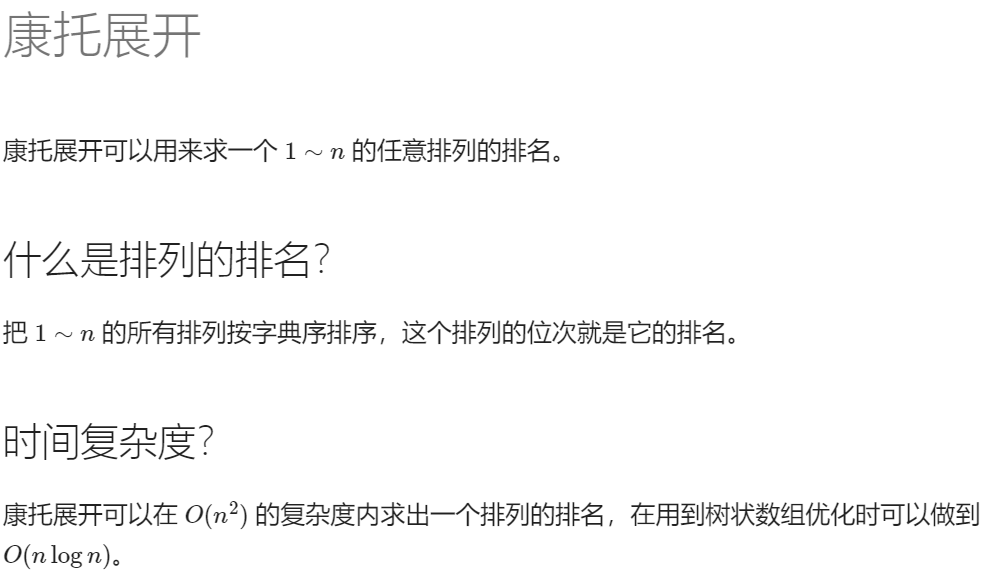 康托展开
康托展开可以用来求一个 1 ∼ n 的任意排列的排名。
什么是排列的排名?
把 1 ∼ n 的所有排列按字典序排序，这个排列的位次就是它的排名。
时间复杂度?
康托展开可以在 O(n²) 的复杂度内求出一个排列的排名，在用到树状数组优化时可以做到
O(n log n)。